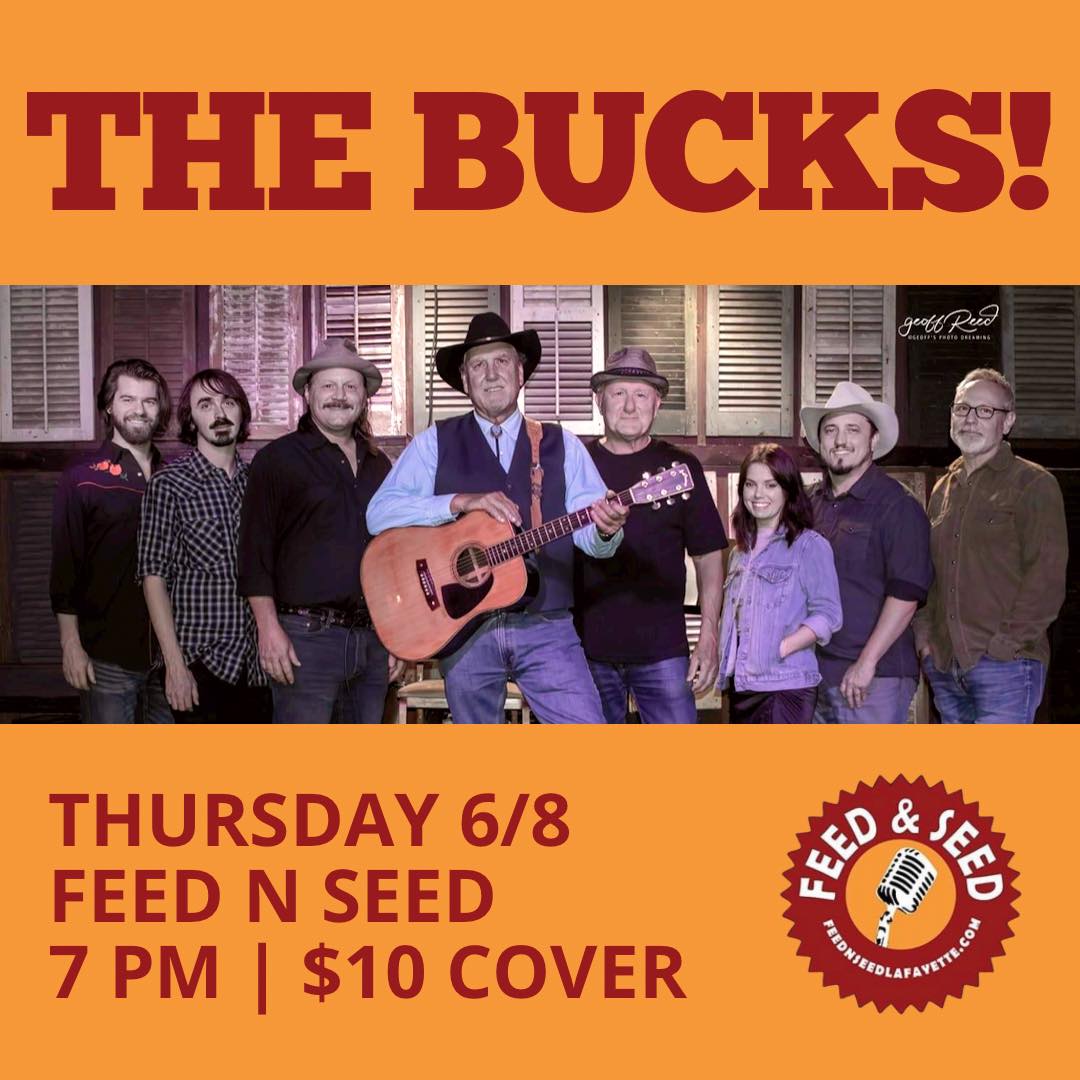 THE BUCKS!
geoff Reed
©GEOFF'S PHOTO DREAMING
THURSDAY 6/8
FEED N SEED
7 PM | $10 COVER
FEED & SEED
FEEDNSEEDLAFAYETTE.COM